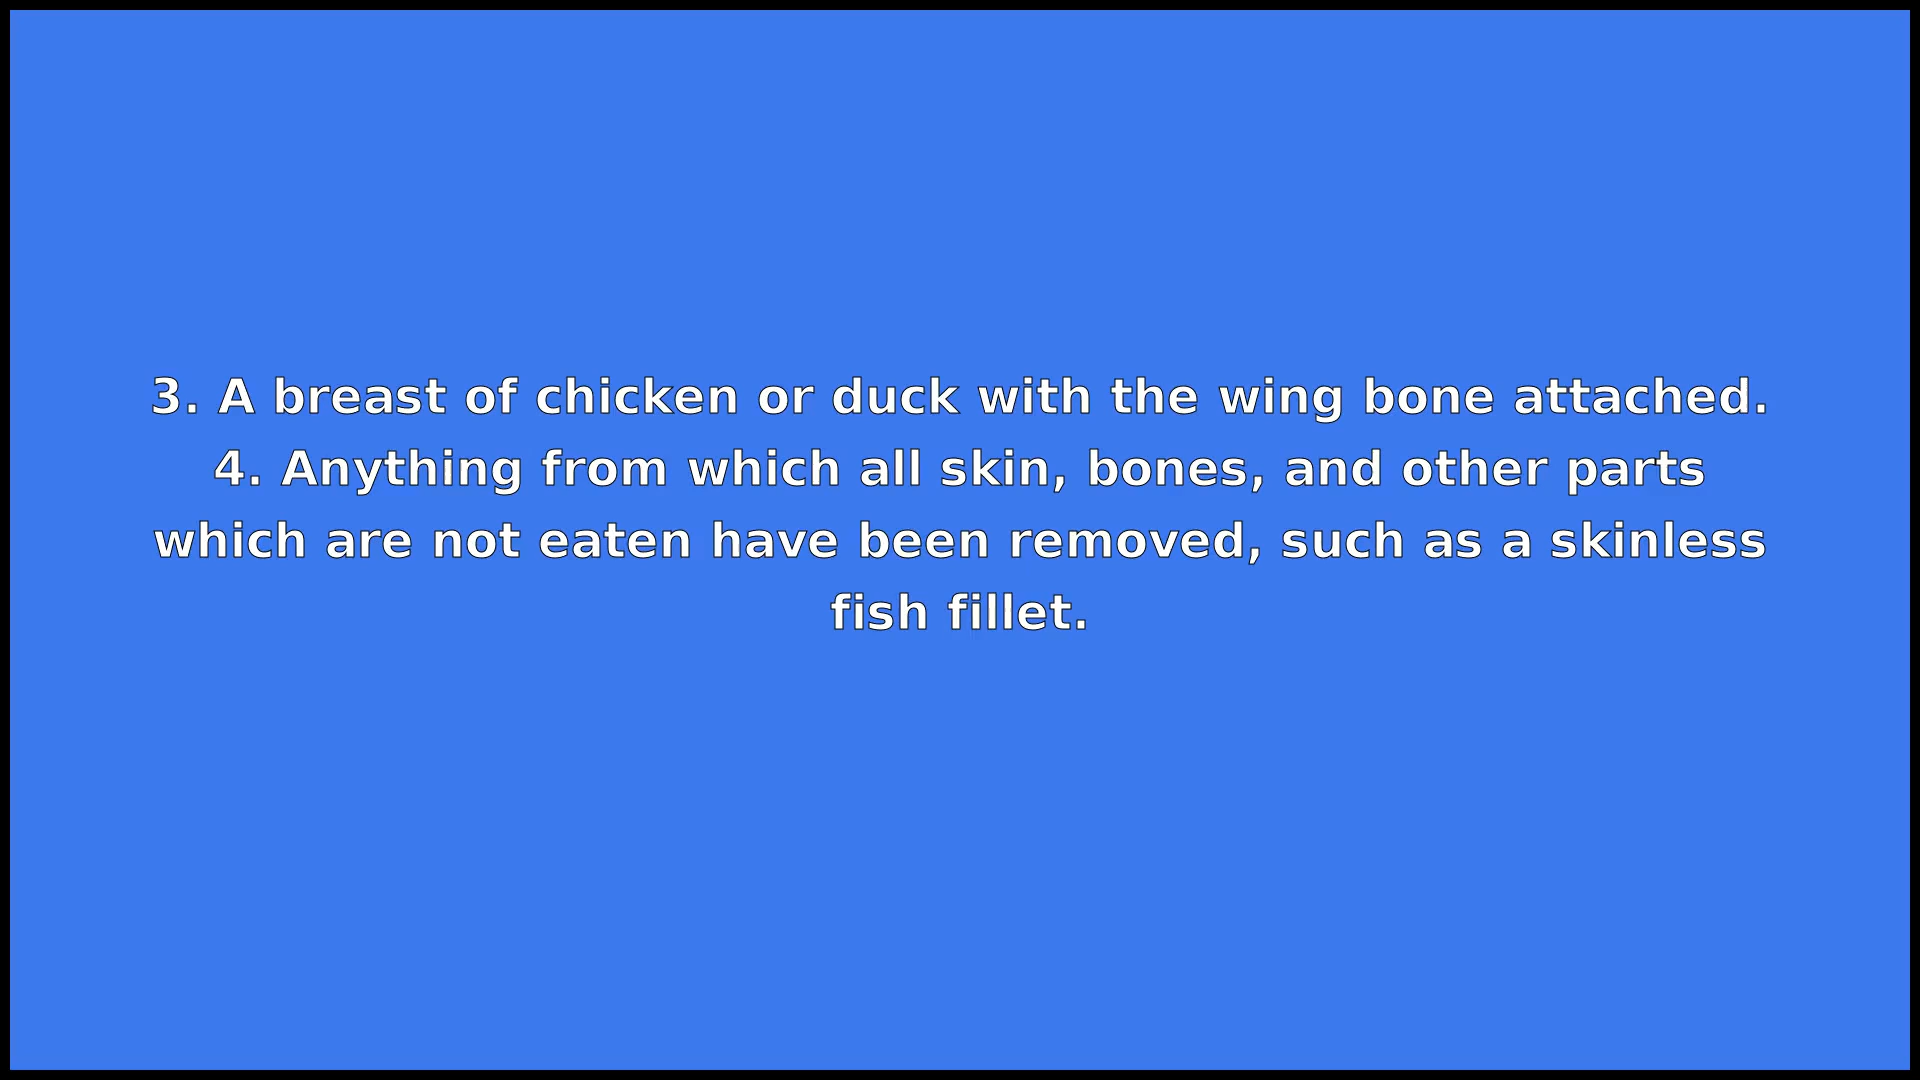 3. A breast of chicken or duck with the wing bone attached.
4. Anything from which all skin, bones, and other parts
which are not eaten have been removed, such as a skinless
fish fillet.